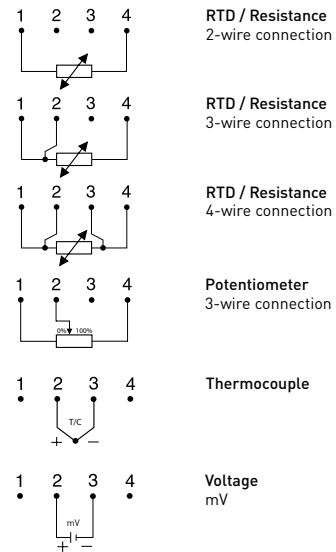 1 2 3 4
RTD / Resistance
2-wire connection
1 2 3 4
RTD / Resistance
3-wire connection
1 2 3 4
RTD / Resistance
4-wire connection
1 2 3 4
0% 100%
Potentiometer
3-wire connection
1 2 3 4
T/C
+ −
Thermocouple
1 2 3 4
mV
+ −
Voltage
mV